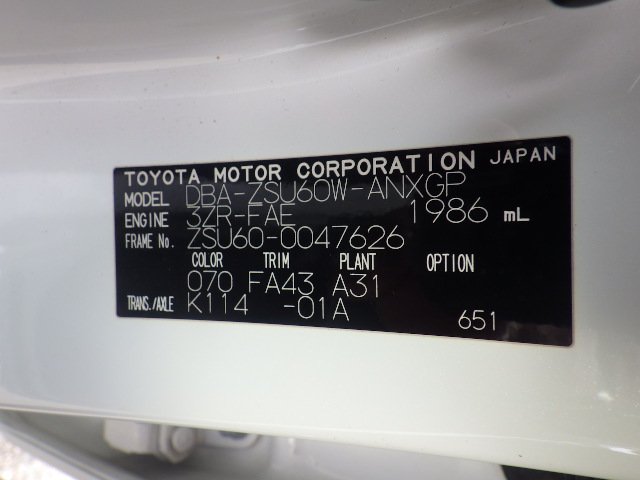 TOYOTA MOTOR CORPORATION JAPAN
MODEL DBA-ZSU60W-ANXGP
ENGINE 3ZR-FAE 1986 mL
FRAME No. ZSU60-0047626
COLOR TRIM PLANT OPTION
070 FA43 A31
TRANS./AXLE K114 -01A
651